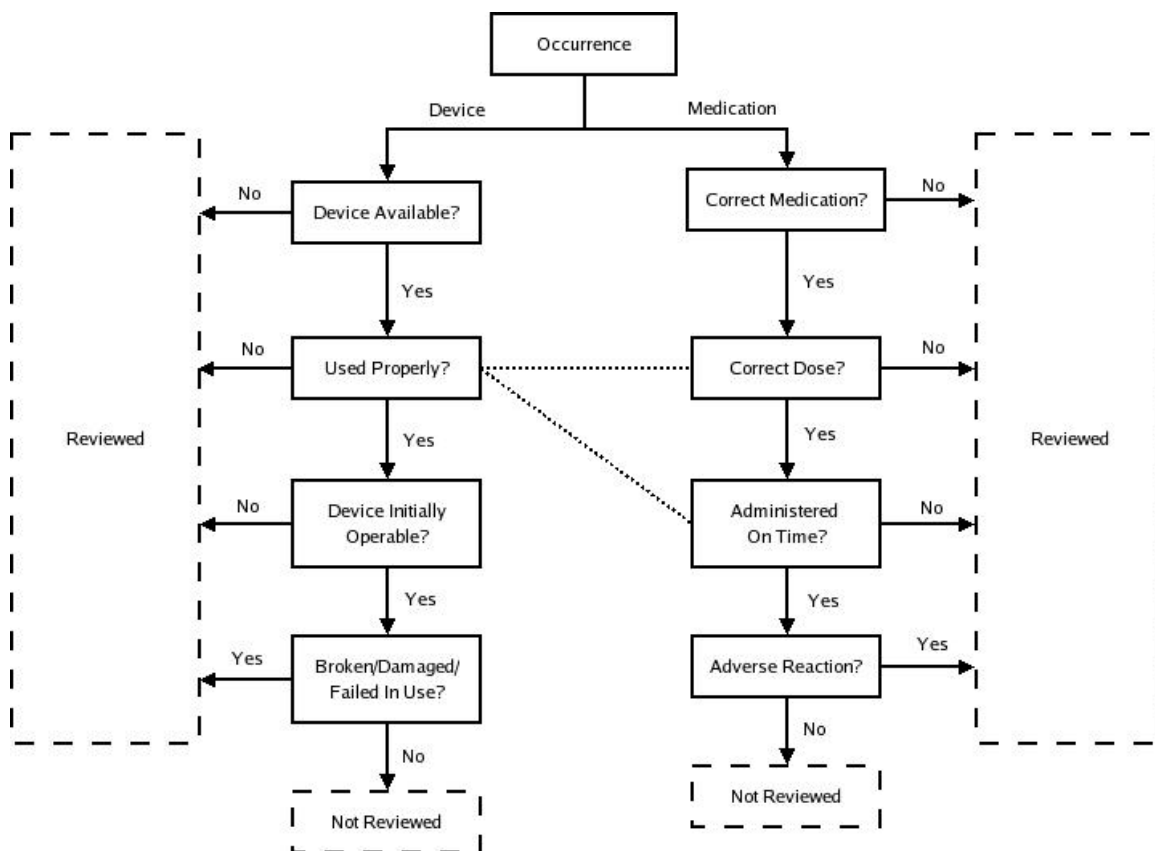 Occurrence
Device
Medication
No
Device Available?
Correct Medication?
No
Yes
Yes
No
Used Properly?
Correct Dose?
No
Reviewed
Yes
Yes
Reviewed
No
Device Initially
Operable?
Administered
On Time?
No
Yes
Yes
Yes
Broken/Damaged/
Failed In Use?
Adverse Reaction?
Yes
No
No
Not Reviewed
Not Reviewed